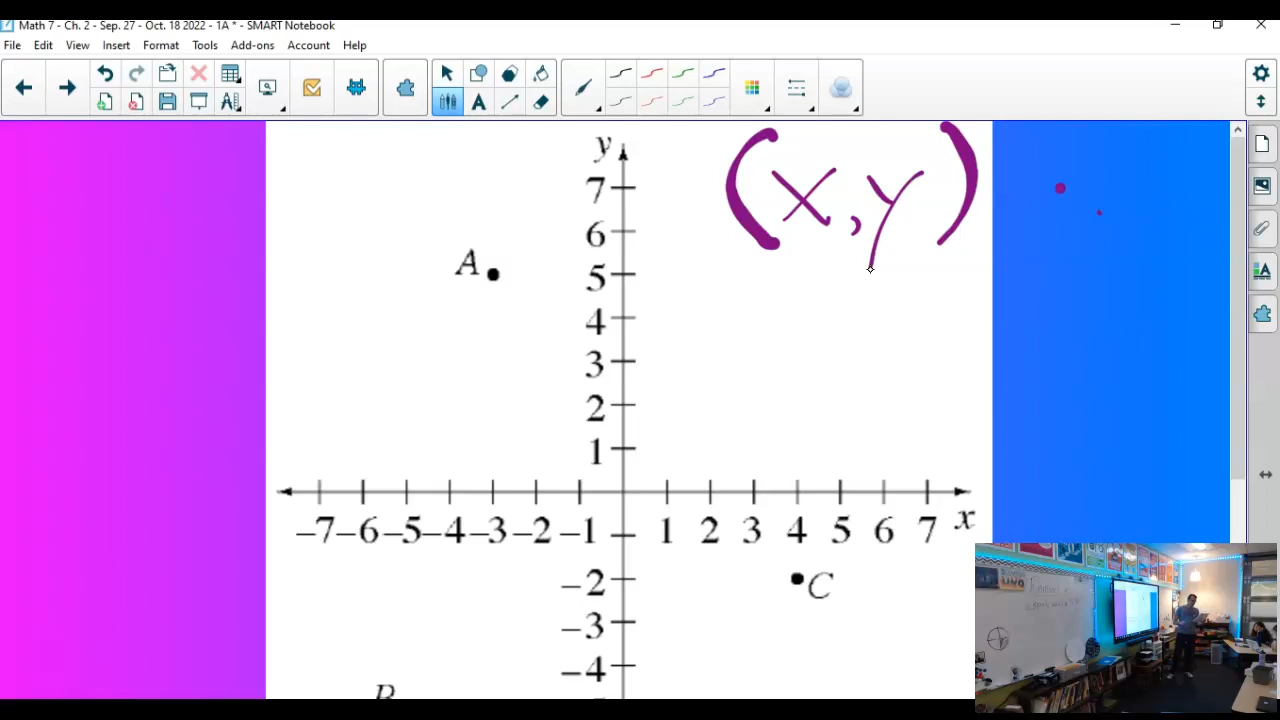 Math 7 - Ch. 2 - Sep. 27 - Oct. 18 2022 - 1A * - SMART Notebook
File Edit View Insert Format Tools Add-ons Account Help
(x,y)
y
7
6
A
5
4
3
2
1
-7 -6 -5 -4 -3 -2 -1 1 2 3 4 5 6 7 x
-2 C
-3
-4
UNO